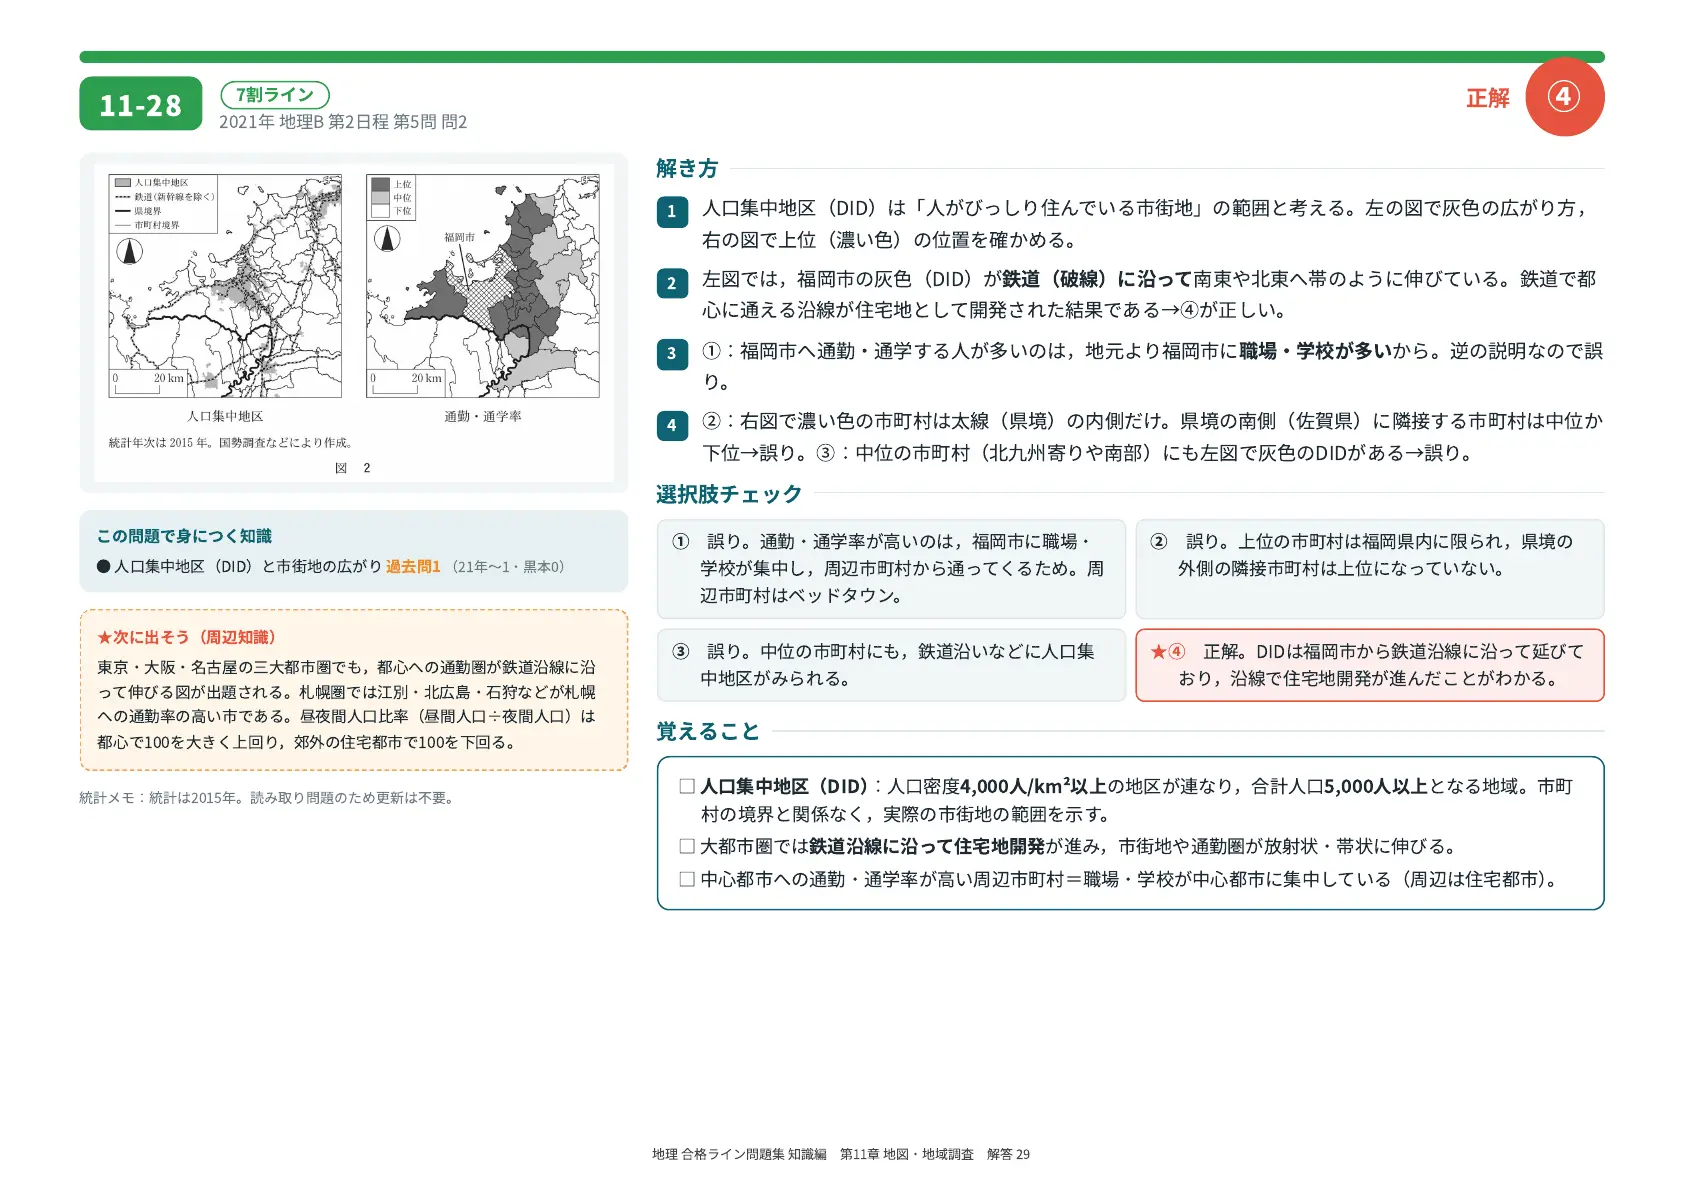 11-28
7割ライン
2021年 地理B 第2日程 第5問 問2
正解 ④
人口集中地区
鉄道(新幹線を除く)
県境界
市町村境界
0 20 km
人口集中地区
上位
中位
下位
福岡市
0 20 km
通勤・通学率
統計年次は 2015 年。国勢調査などにより作成。
図 2
この問題で身につく知識
●人口集中地区（DID）と市街地の広がり 過去問1（21年〜1・黒本0）
★次に出そう（周辺知識）
東京・大阪・名古屋の三大都市圏でも，都心への通勤圏が鉄道沿線に沿
って伸びる図が出題される。札幌圏では江別・北広島・石狩などが札幌
への通勤率の高い市である。昼夜間人口比率（昼間人口÷夜間人口）は
都心で100を大きく上回り，郊外の住宅都市で100を下回る。
統計メモ：統計は2015年。読み取り問題のため更新は不要。
解き方
1 人口集中地区（DID）は「人がびっしり住んでいる市街地」の範囲と考える。左の図で灰色の広がり方，
右の図で上位（濃い色）の位置を確かめる。
2 左図では，福岡市の灰色（DID）が鉄道（破線）に沿って南東や北東へ帯のように伸びている。鉄道で都
心に通える沿線が住宅地として開発された結果である→④が正しい。
3 ①：福岡市へ通勤・通学する人が多いのは，地元より福岡市に職場・学校が多いから。逆の説明なので誤
り。
4 ②：右図で濃い色の市町村は太線（県境）の内側だけ。県境の南側（佐賀県）に隣接する市町村は中位か
下位→誤り。③：中位の市町村（北九州寄りや南部）にも左図で灰色のDIDがある→誤り。
選択肢チェック
① 誤り。通勤・通学率が高いのは，福岡市に職場・
学校が集中し，周辺市町村から通ってくるため。周
辺市町村はベッドタウン。
② 誤り。上位の市町村は福岡県内に限られ，県境の
外側の隣接市町村は上位になっていない。
③ 誤り。中位の市町村にも，鉄道沿いなどに人口集
中地区がみられる。
★④ 正解。DIDは福岡市から鉄道沿線に沿って延びて
おり，沿線で住宅地開発が進んだことがわかる。
覚えること
□ 人口集中地区（DID）：人口密度4,000人/km²以上の地区が連なり，合計人口5,000人以上となる地域。市町
村の境界と関係なく，実際の市街地の範囲を示す。
□ 大都市圏では鉄道沿線に沿って住宅地開発が進み，市街地や通勤圏が放射状・帯状に伸びる。
□ 中心都市への通勤・通学率が高い周辺市町村＝職場・学校が中心都市に集中している（周辺は住宅都市）。
地理 合格ライン問題集 知識編 第11章 地図・地域調査 解答 29